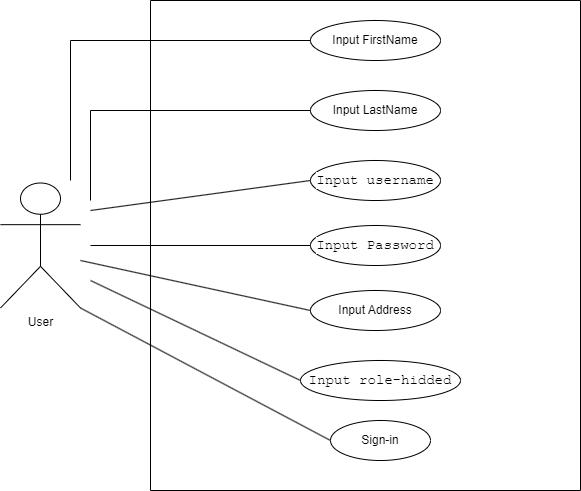 Input FirstName
Input LastName
Input username
Input Password
Input Address
User
Input role-hidded
Sign-in